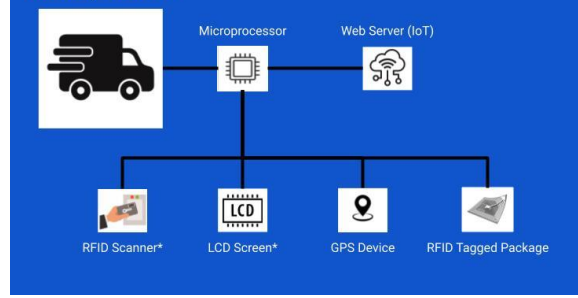 Microprocessor
Web Server (IoT)
LCD
RFID Scanner*
LCD Screen*
GPS Device
RFID Tagged Package